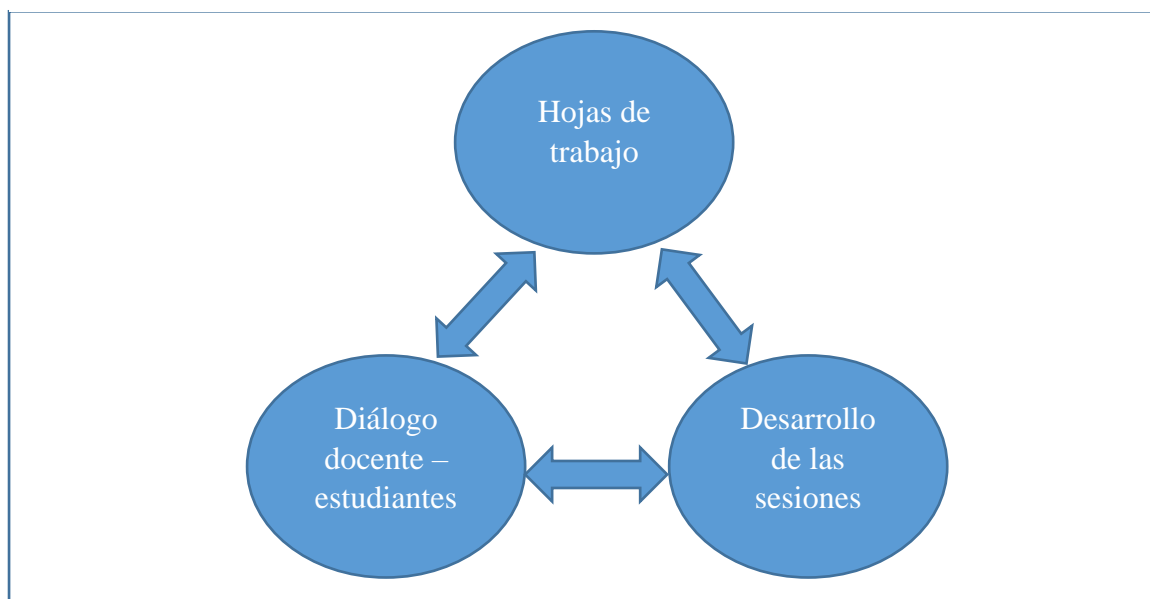 Hojas de
trabajo
Diálogo
docente –
estudiantes
Desarrollo
de las
sesiones